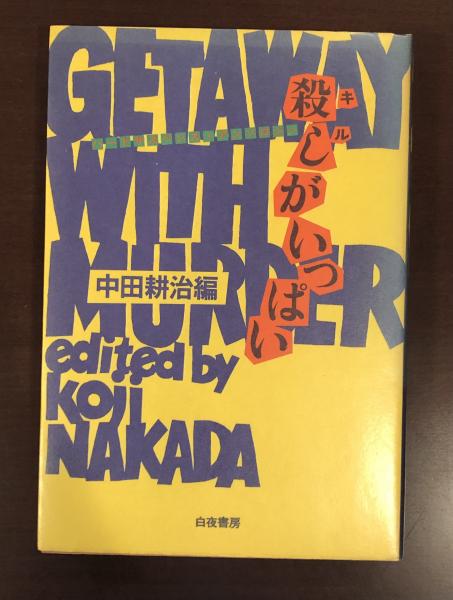 GETAWAY
WITH
MURDER
殺しがいっぱい
キル
中田耕治編
edited by
KOJI
NAKADA
白夜書房